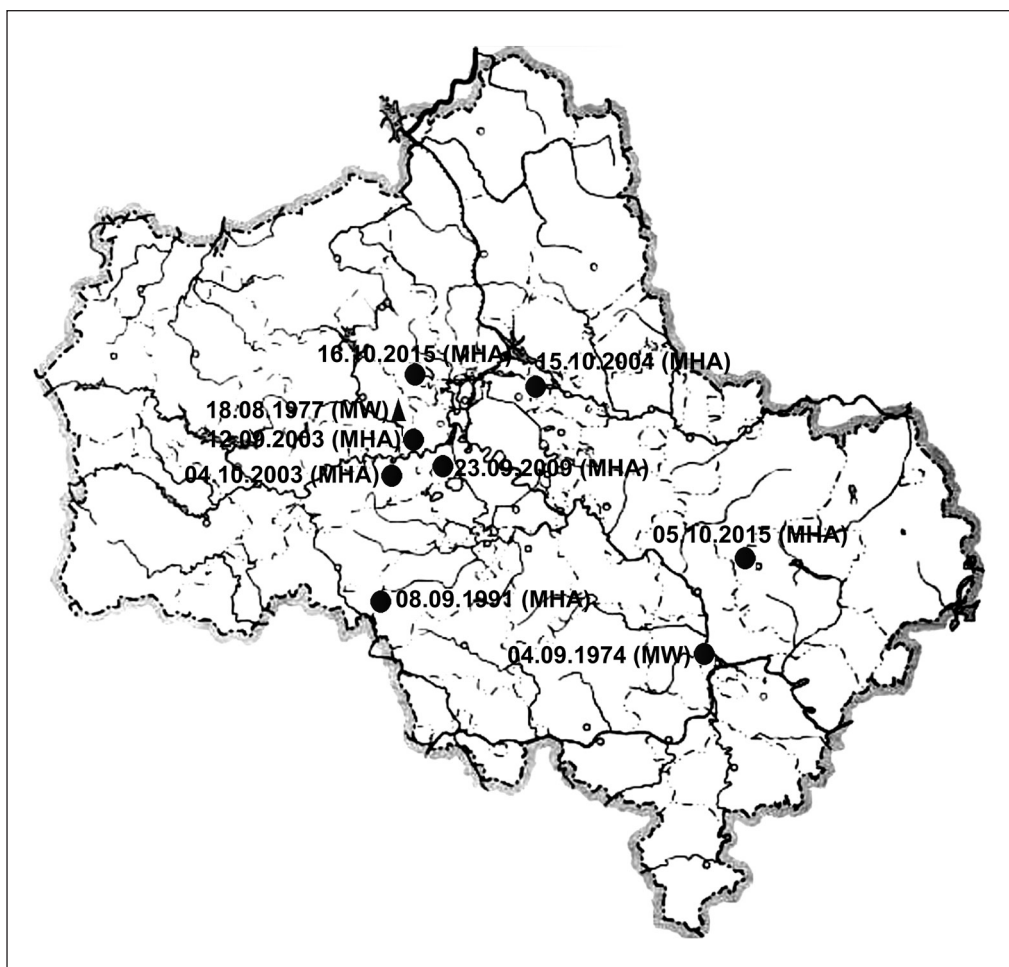 16.10.2015 (MHA)
15.10.2004 (MHA)
18.08.1977 (MW)
12.09.2003 (MHA)
04.10.2003 (MHA)
23.09.2009 (MHA)
05.10.2015 (MHA)
08.09.1991 (MHA)
04.09.1974 (MW)